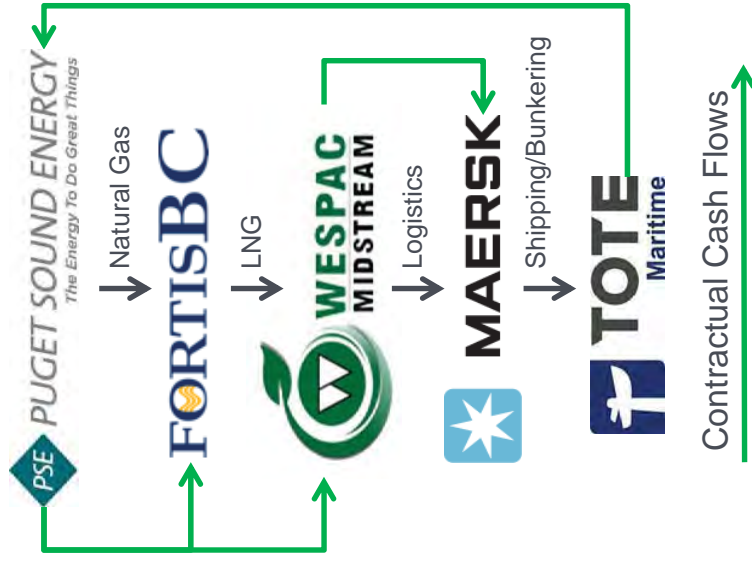 PSE
PUGET SOUND ENERGY
The Energy To Do Great Things
Natural Gas
FORTISBC
LNG
W
WESPAC
MIDSTREAM
Logistics
MAERSK
Shipping/Bunkering
TOTE
Maritime
Contractual Cash Flows